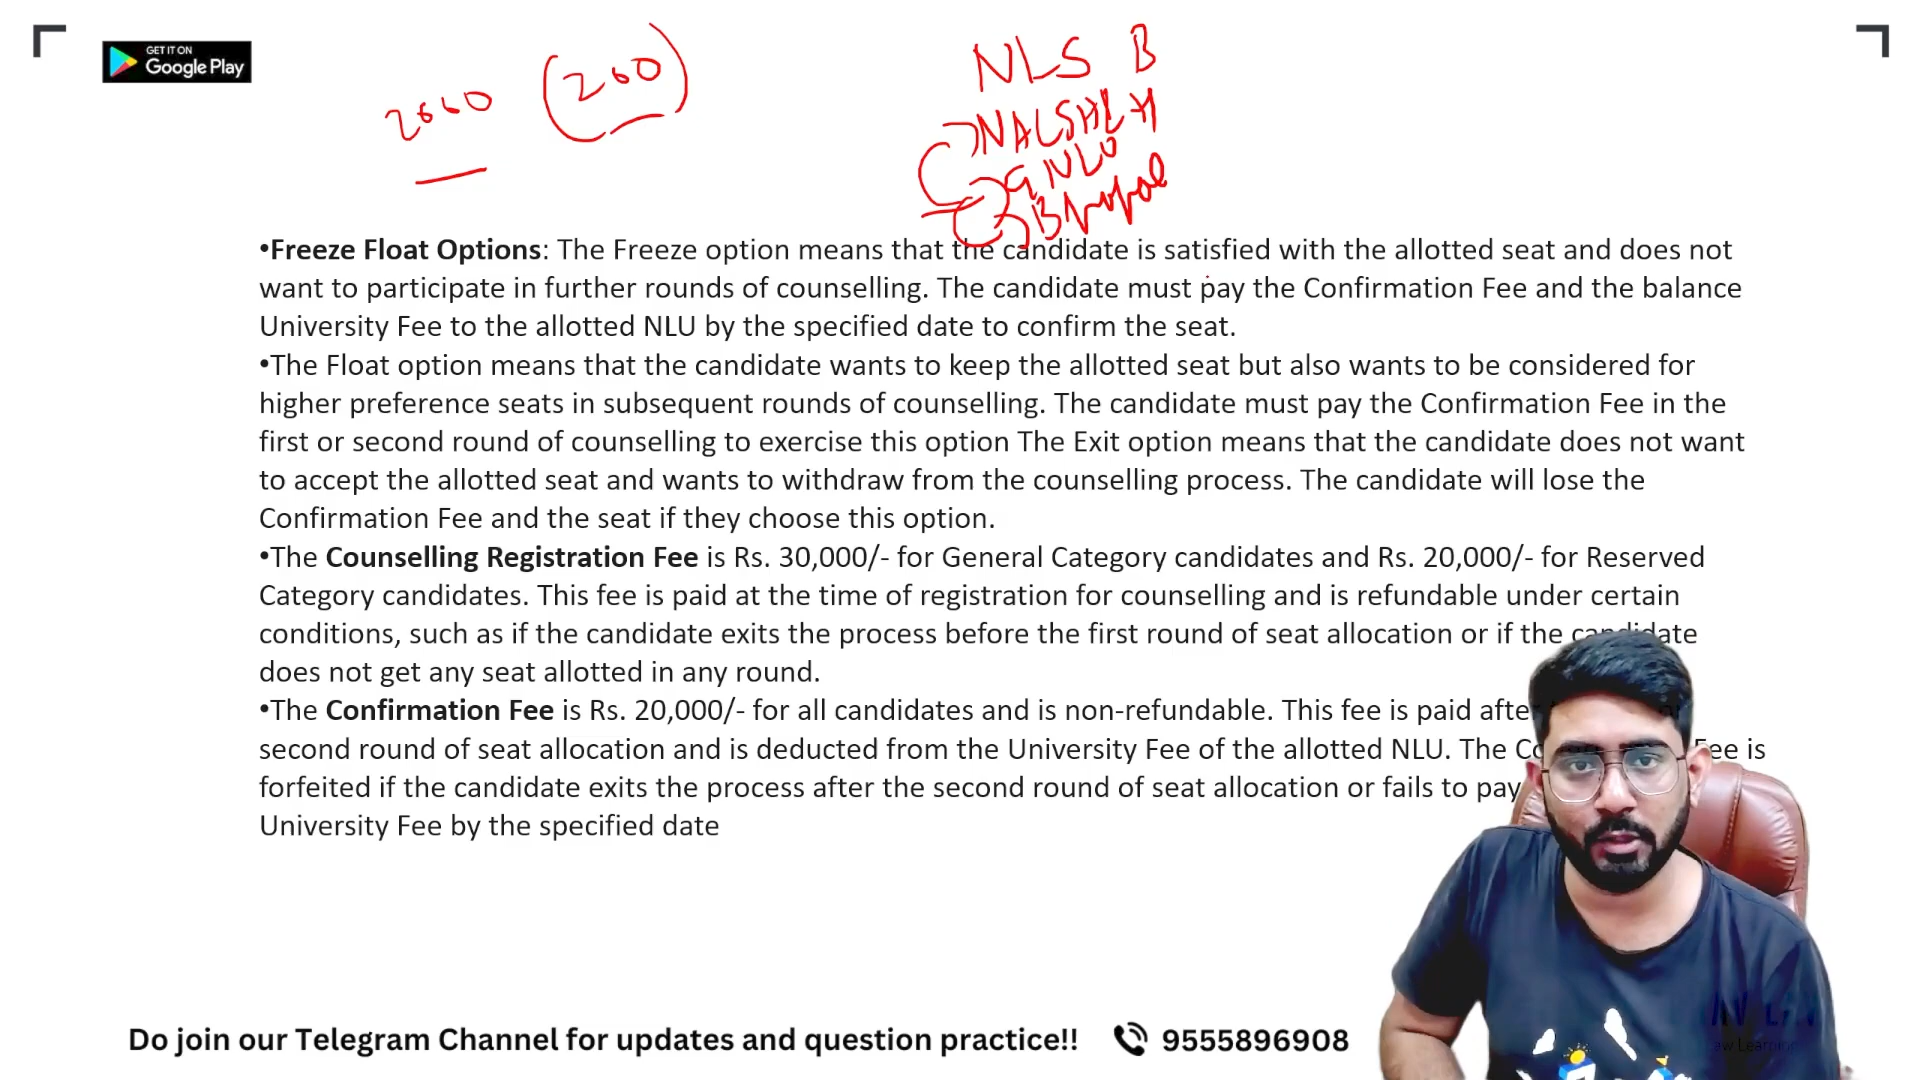 GET IT ON
Google Play
2000 (200)
NLS B
NALSAR H
GNLU
Bhopal
•Freeze Float Options: The Freeze option means that the candidate is satisfied with the allotted seat and does not
want to participate in further rounds of counselling. The candidate must pay the Confirmation Fee and the balance
University Fee to the allotted NLU by the specified date to confirm the seat.
•The Float option means that the candidate wants to keep the allotted seat but also wants to be considered for
higher preference seats in subsequent rounds of counselling. The candidate must pay the Confirmation Fee in the
first or second round of counselling to exercise this option The Exit option means that the candidate does not want
to accept the allotted seat and wants to withdraw from the counselling process. The candidate will lose the
Confirmation Fee and the seat if they choose this option.
•The Counselling Registration Fee is Rs. 30,000/- for General Category candidates and Rs. 20,000/- for Reserved
Category candidates. This fee is paid at the time of registration for counselling and is refundable under certain
conditions, such as if the candidate exits the process before the first round of seat allocation or if the candidate
does not get any seat allotted in any round.
•The Confirmation Fee is Rs. 20,000/- for all candidates and is non-refundable. This fee is paid after
second round of seat allocation and is deducted from the University Fee of the allotted NLU. The Fee is
forfeited if the candidate exits the process after the second round of seat allocation or fails to pay
University Fee by the specified date
Do join our Telegram Channel for updates and question practice!! 9555896908